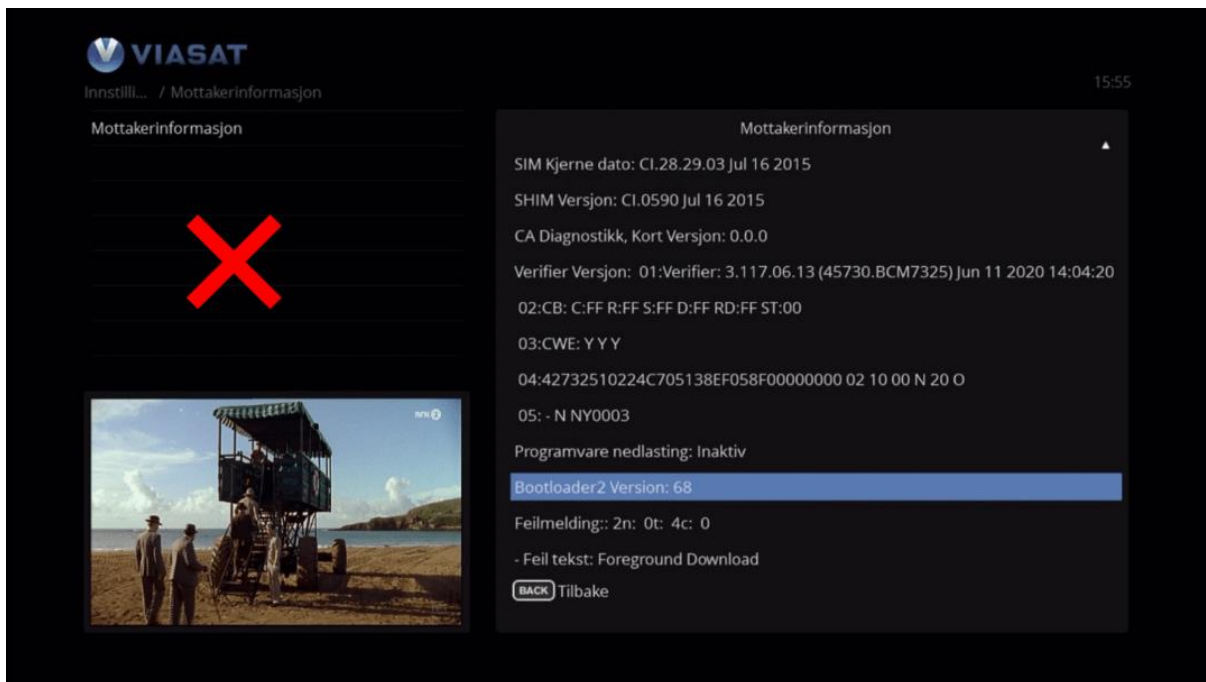 VIASAT
Innstilli... / Mottakerinformasjon
15:55
Mottakerinformasjon
Mottakerinformasjon
SIM Kjerne dato: CI.28.29.03 Jul 16 2015
SHIM Versjon: CI.0590 Jul 16 2015
CA Diagnostikk, Kort Versjon: 0.0.0
Verifier Versjon: 01:Verifier: 3.117.06.13 (45730.BCM7325) Jun 11 2020 14:04:20
02:CB: C:FF R:FF S:FF D:FF RD:FF ST:00
03:CWE: Y Y Y
04:42732510224C705138EF058F00000000 02 10 00 N 20 O
05: - N NY0003
Programvare nedlasting: Inaktiv
Bootloader2 Version: 68
Feilmelding:: 2n: 0t: 4c: 0
- Feil tekst: Foreground Download
BACK Tilbake
nrk 2